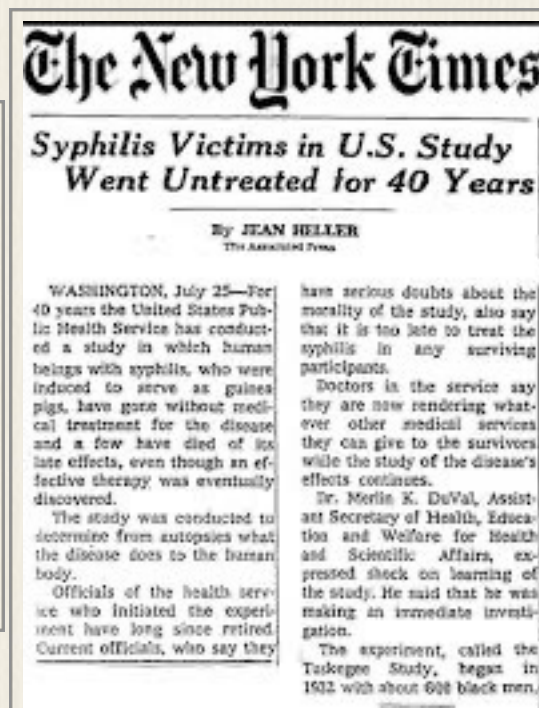 The New York Times
Syphilis Victims in U.S. Study
Went Untreated for 40 Years
By JEAN HELLER
The Associated Press
WASHINGTON, July 25—For
40 years the United States Pub-
lic Health Service has conduct-
ed a study in which human
beings with syphilis, who were
induced to serve as guinea
pigs, have gone without medi-
cal treatment for the disease
and a few have died of its
late effects, even though an ef-
fective therapy was eventually
discovered.
The study was conducted to
determine from autopsies what
the disease does to the human
body.
Officials of the health serv-
ice who initiated the experi-
ment have long since retired.
Current officials, who say they
have serious doubts about the
morality of the study, also say
that it is too late to treat the
syphilis in any surviving
participants.
Doctors in the service say
they are now rendering what-
ever other medical services
they can give to the survivors
while the study of the disease's
effects continues.
Dr. Merlin K. DuVal, Assist-
ant Secretary of Health, Educa-
tion and Welfare for Health
and Scientific Affairs, ex-
pressed shock on learning of
the study. He said that he was
making an immediate investi-
gation.
The experiment, called the
Tuskegee Study, began in
1932 with about 600 black men,